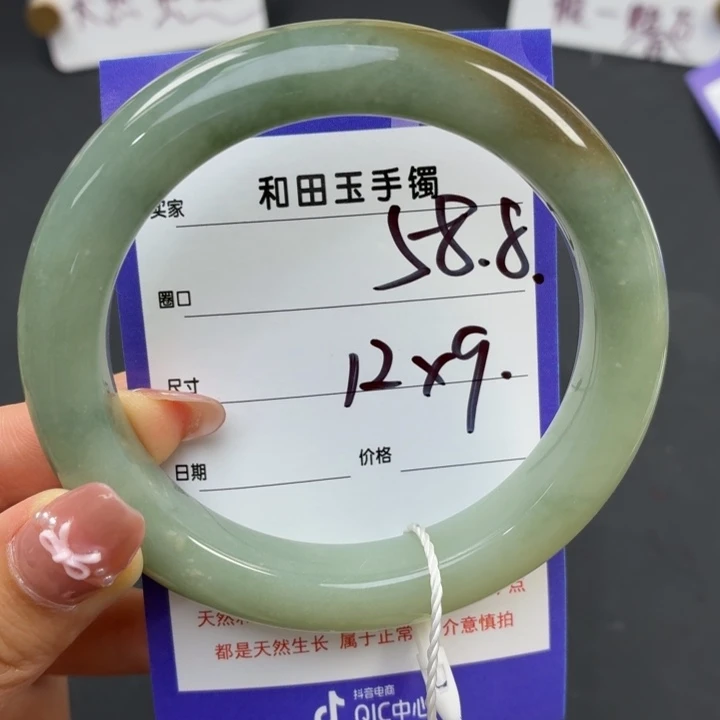 和田玉手镯
买家
58.8.
圈口
12x9.
尺寸
日期 价格
点
天然
都是天然生长 属于正常 介意慎拍
抖音电商
QIC中心